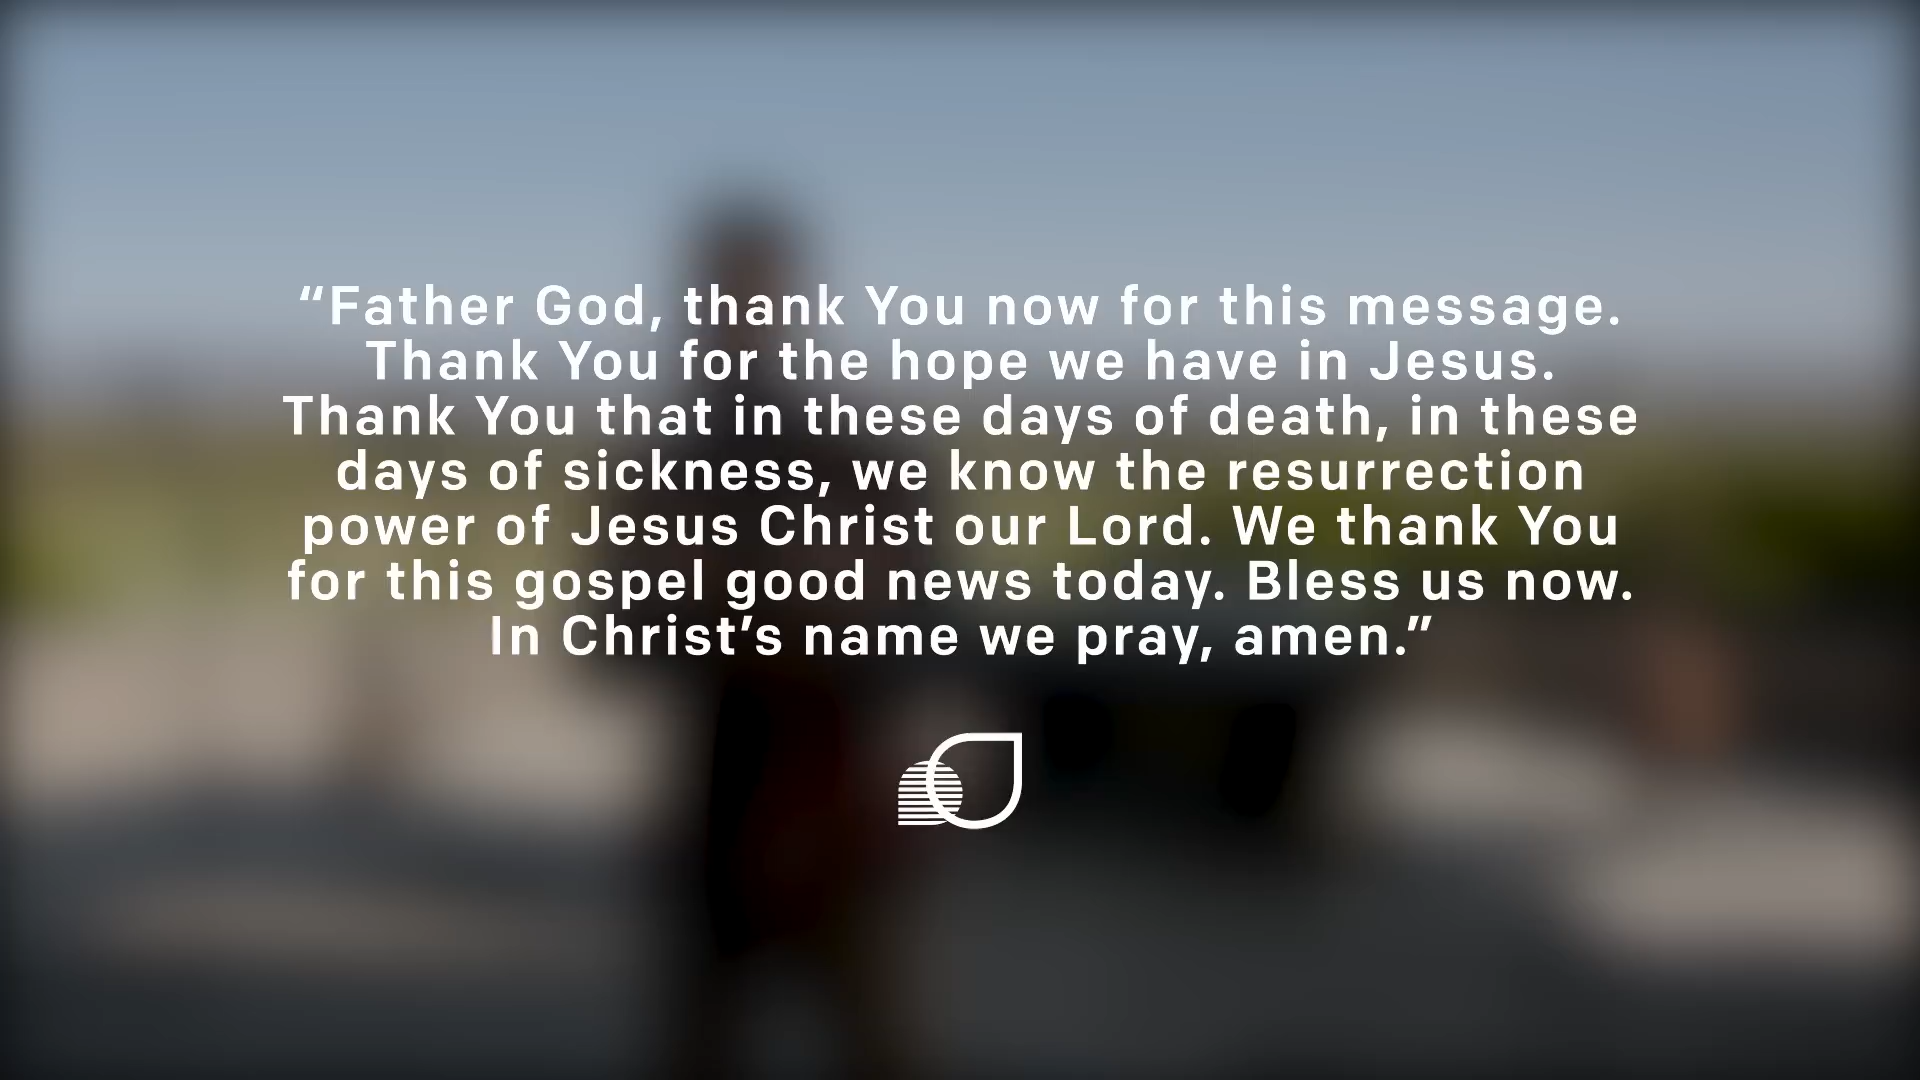 “Father God, thank You now for this message.
Thank You for the hope we have in Jesus.
Thank You that in these days of death, in these
days of sickness, we know the resurrection
power of Jesus Christ our Lord. We thank You
for this gospel good news today. Bless us now.
In Christ’s name we pray, amen.”